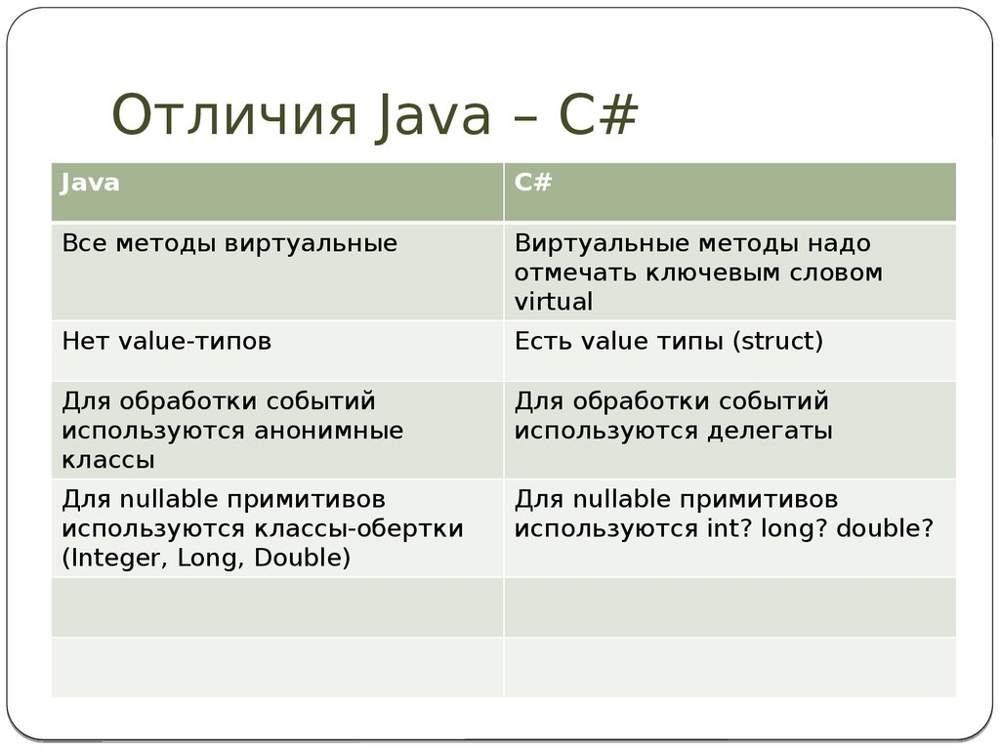 Отличия Java – C#
Java
C#
Все методы виртуальные
Виртуальные методы надо
отмечать ключевым словом
virtual
Нет value-типов
Есть value типы (struct)
Для обработки событий
используются анонимные
классы
Для обработки событий
используются делегаты
Для nullable примитивов
используются классы-обертки
(Integer, Long, Double)
Для nullable примитивов
используются int? long? double?